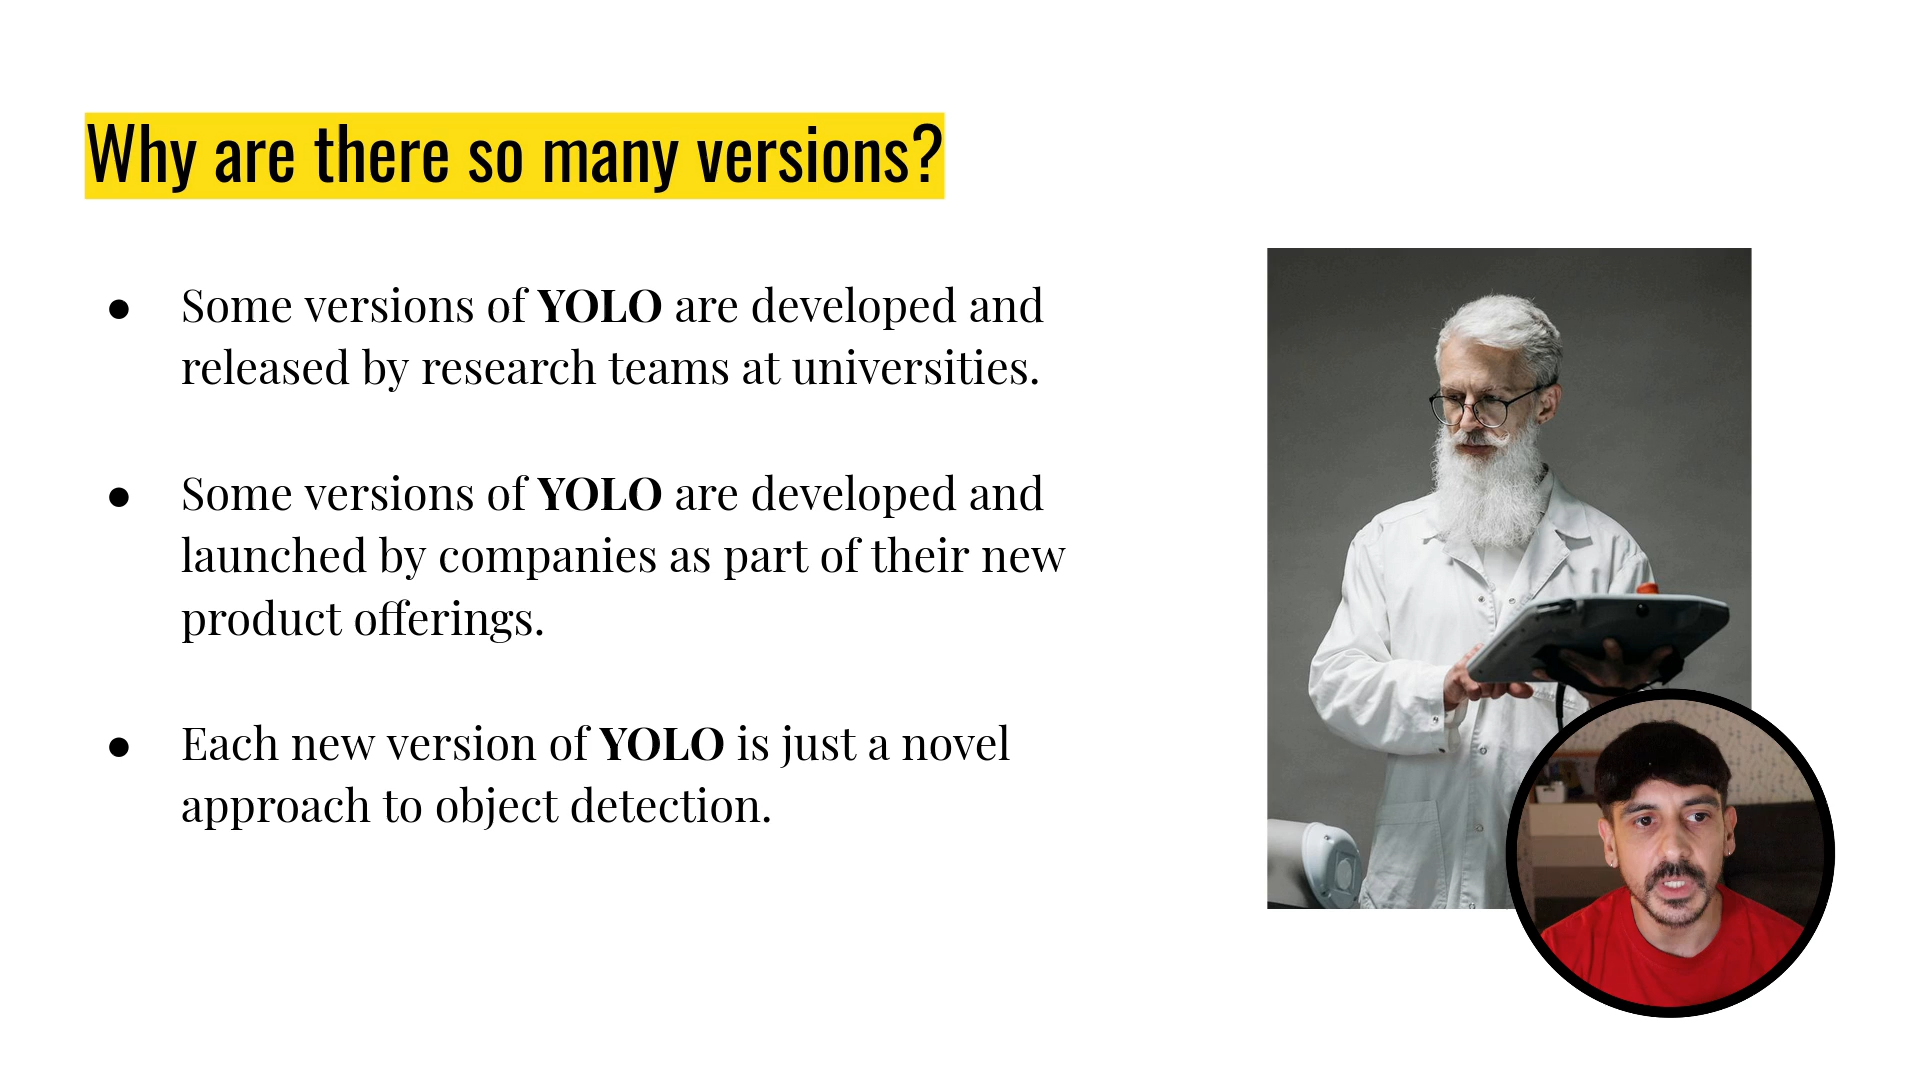 Why are there so many versions?
● Some versions of YOLO are developed and
released by research teams at universities.
● Some versions of YOLO are developed and
launched by companies as part of their new
product offerings.
● Each new version of YOLO is just a novel
approach to object detection.